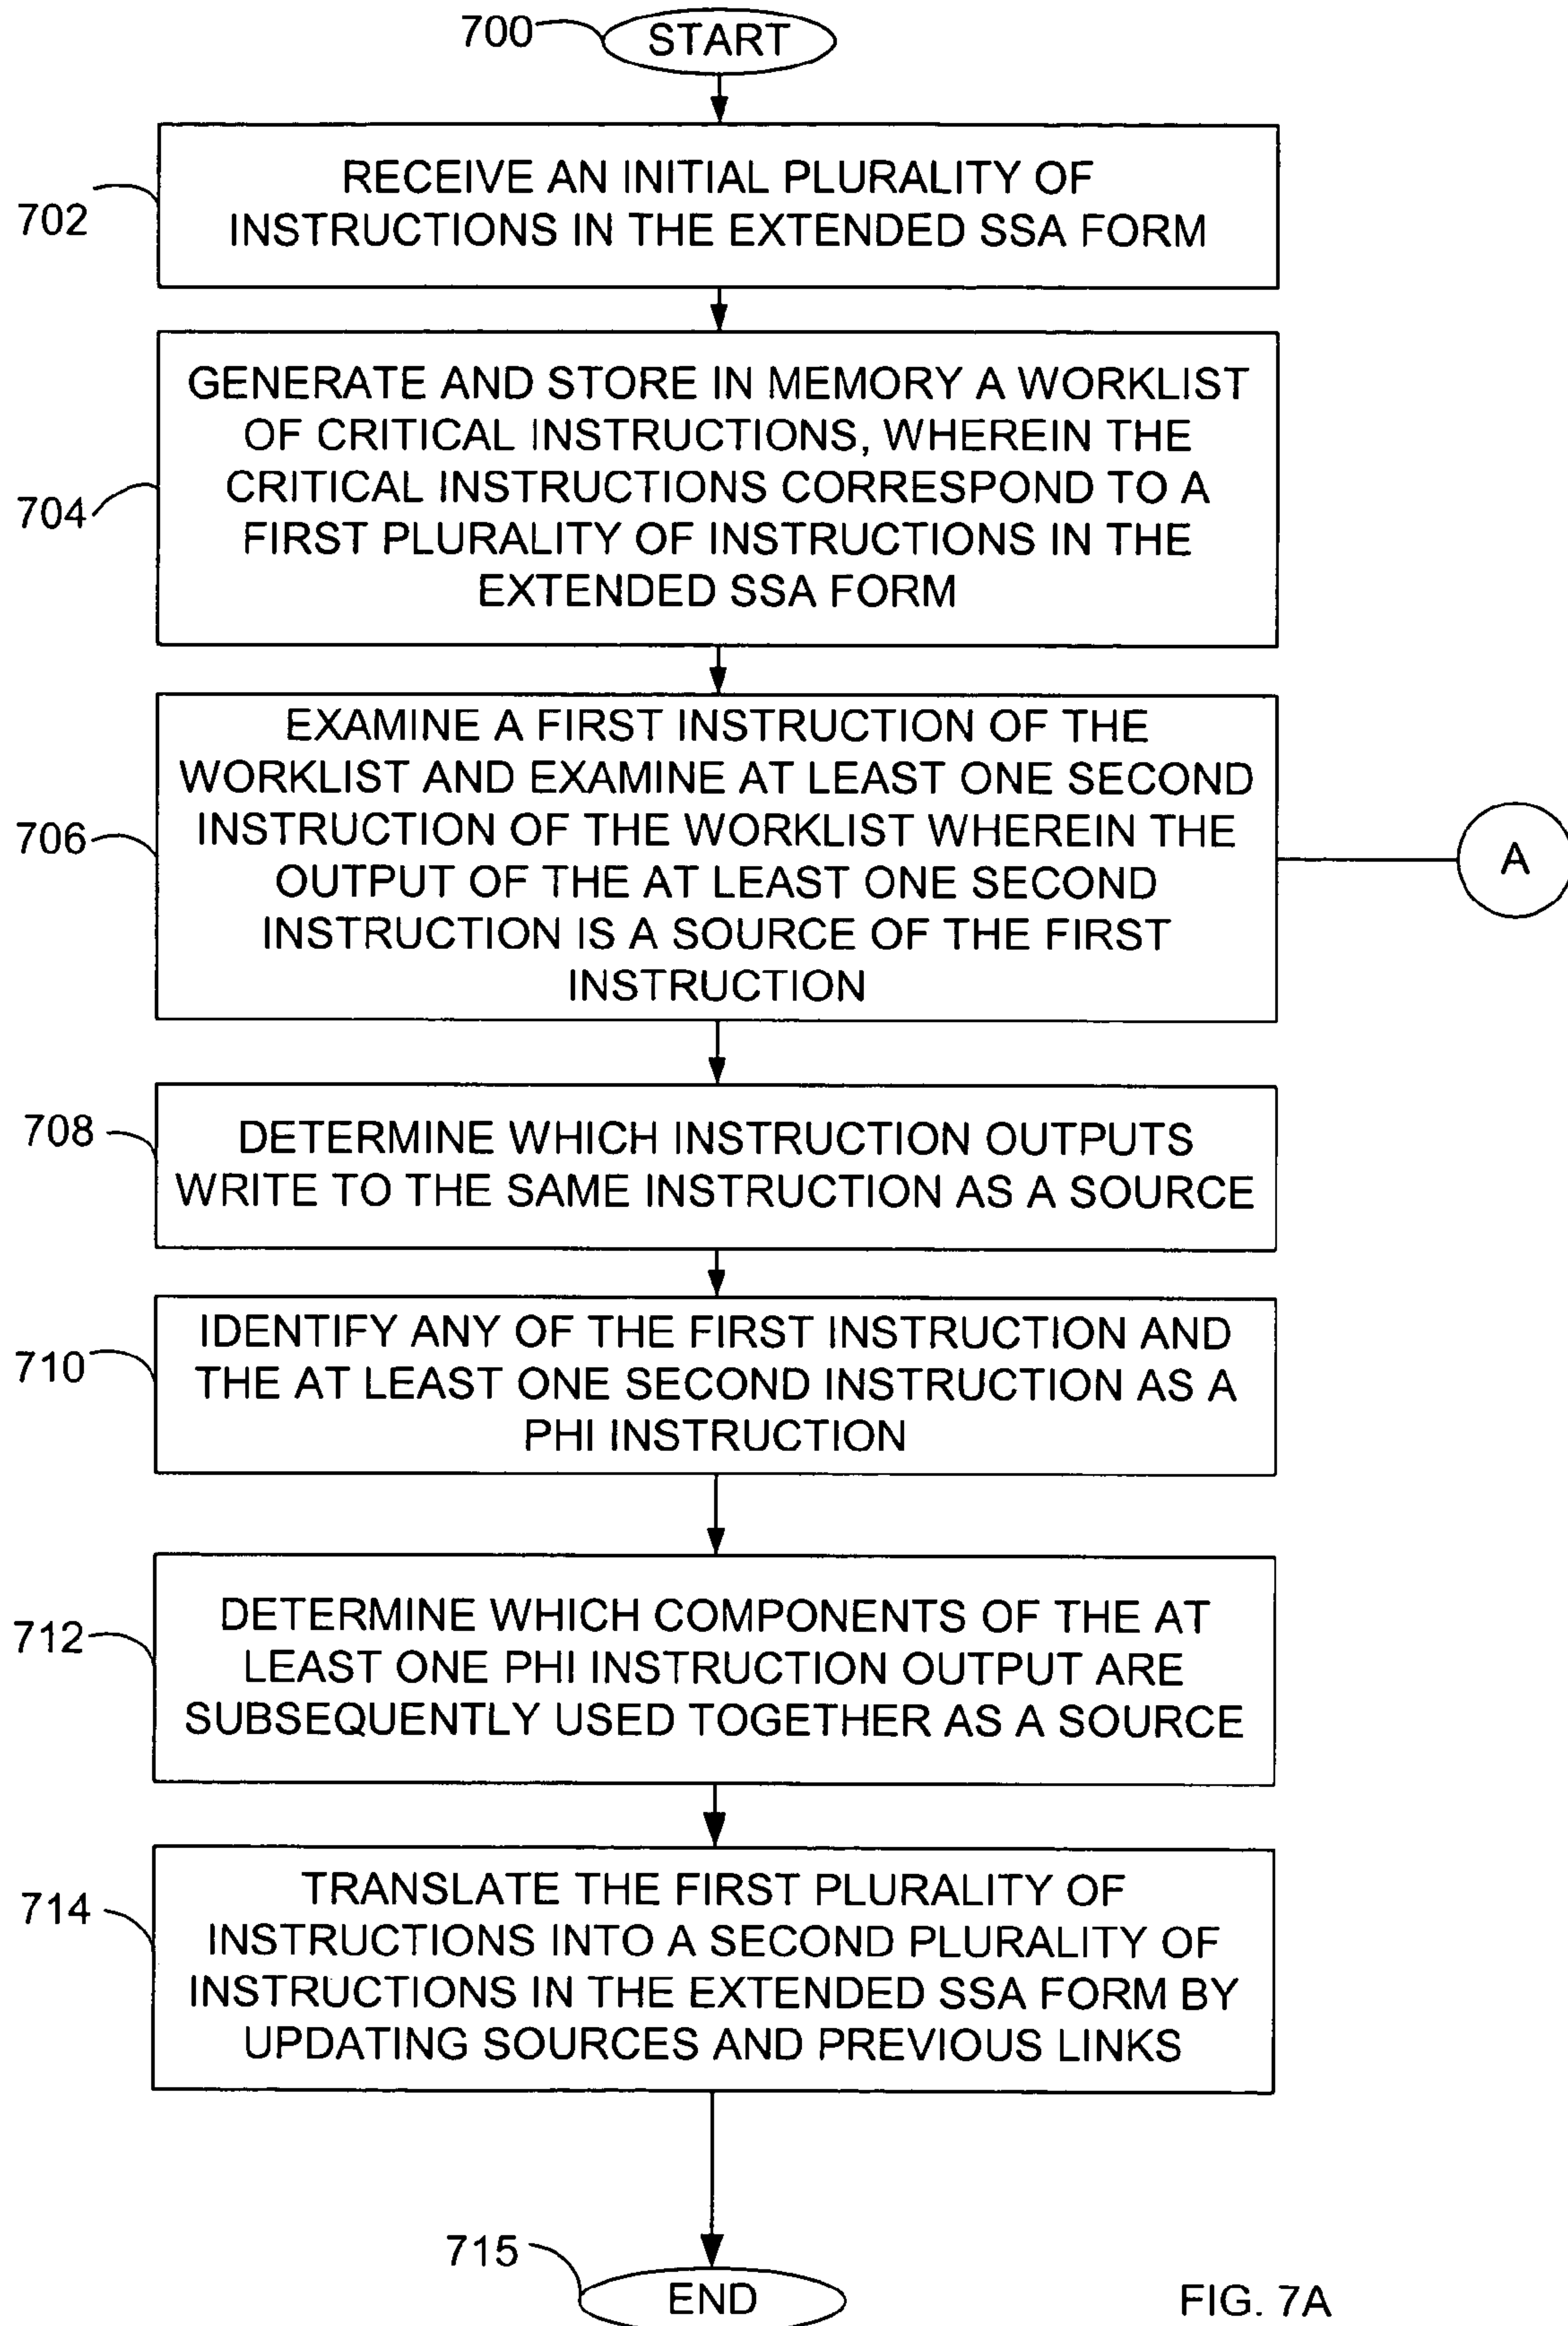 700
START
RECEIVE AN INITIAL PLURALITY OF
INSTRUCTIONS IN THE EXTENDED SSA FORM
702
GENERATE AND STORE IN MEMORY A WORKLIST
OF CRITICAL INSTRUCTIONS, WHEREIN THE
CRITICAL INSTRUCTIONS CORRESPOND TO A
FIRST PLURALITY OF INSTRUCTIONS IN THE
EXTENDED SSA FORM
704
EXAMINE A FIRST INSTRUCTION OF THE
WORKLIST AND EXAMINE AT LEAST ONE SECOND
INSTRUCTION OF THE WORKLIST WHEREIN THE
OUTPUT OF THE AT LEAST ONE SECOND
INSTRUCTION IS A SOURCE OF THE FIRST
INSTRUCTION
706
A
708
DETERMINE WHICH INSTRUCTION OUTPUTS
WRITE TO THE SAME INSTRUCTION AS A SOURCE
710
IDENTIFY ANY OF THE FIRST INSTRUCTION AND
THE AT LEAST ONE SECOND INSTRUCTION AS A
PHI INSTRUCTION
712
DETERMINE WHICH COMPONENTS OF THE AT
LEAST ONE PHI INSTRUCTION OUTPUT ARE
SUBSEQUENTLY USED TOGETHER AS A SOURCE
714
TRANSLATE THE FIRST PLURALITY OF
INSTRUCTIONS INTO A SECOND PLURALITY OF
INSTRUCTIONS IN THE EXTENDED SSA FORM BY
UPDATING SOURCES AND PREVIOUS LINKS
715
END
FIG. 7A